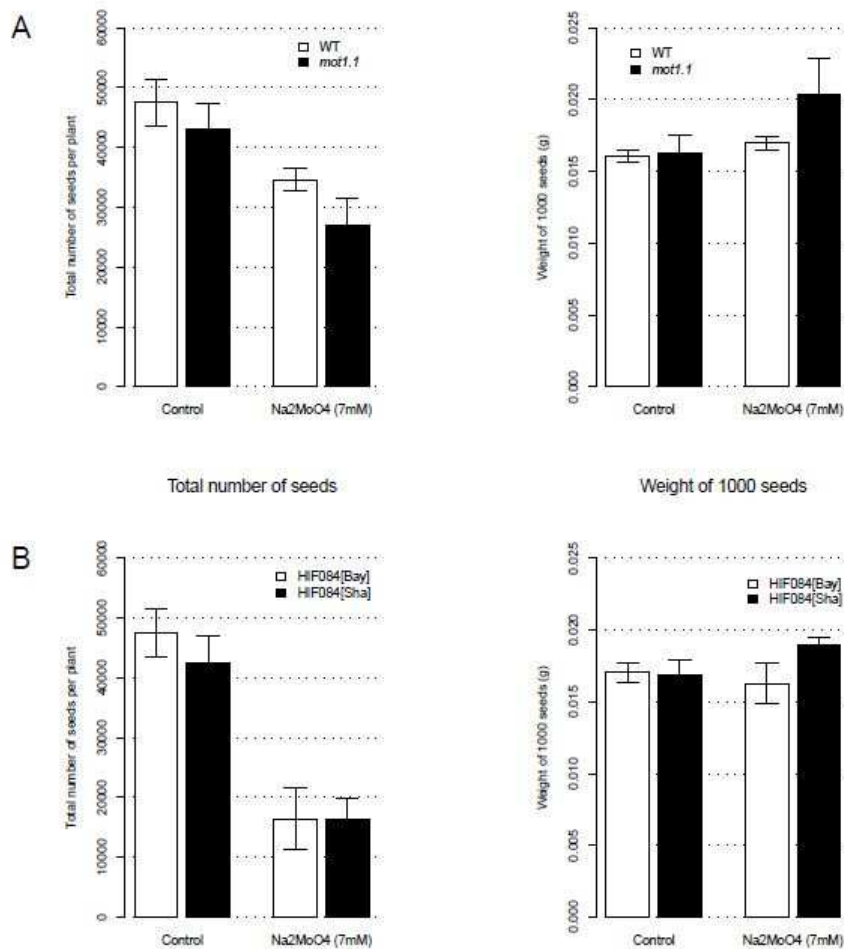 A
Total number of seeds per plant
60000
50000
40000
30000
20000
10000
0
WT
mot1.1
Control
Na2MoO4 (7mM)
Total number of seeds
Weight of 1000 seeds (g)
0.025
0.020
0.015
0.010
0.005
0.000
WT
mot1.1
Control
Na2MoO4 (7mM)
Weight of 1000 seeds
B
Total number of seeds per plant
60000
50000
40000
30000
20000
10000
0
HIF084[Bay]
HIF084[Sha]
Control
Na2MoO4 (7mM)
Weight of 1000 seeds (g)
0.025
0.020
0.015
0.010
0.005
0.000
HIF084[Bay]
HIF084[Sha]
Control
Na2MoO4 (7mM)